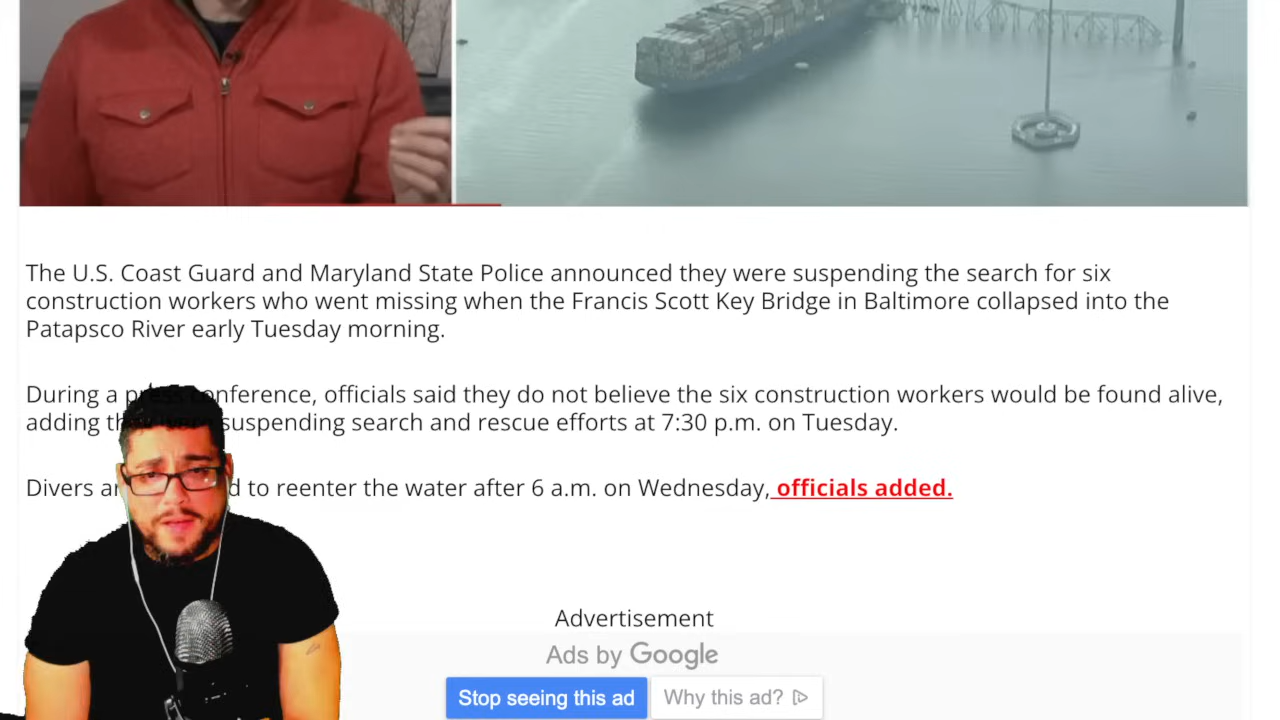 The U.S. Coast Guard and Maryland State Police announced they were suspending the search for six
construction workers who went missing when the Francis Scott Key Bridge in Baltimore collapsed into the
Patapsco River early Tuesday morning.
During a press conference, officials said they do not believe the six construction workers would be found alive,
adding they were suspending search and rescue efforts at 7:30 p.m. on Tuesday.
Divers to reenter the water after 6 a.m. on Wednesday, officials added.
Advertisement
Ads by Google
Stop seeing this ad
Why this ad?